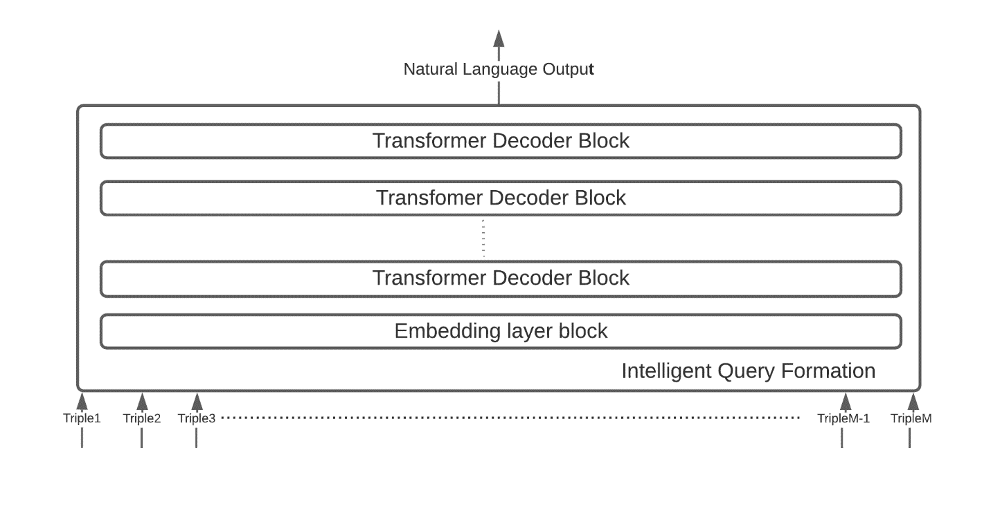 Natural Language Output
Transformer Decoder Block
Transfomer Decoder Block
Transformer Decoder Block
Embedding layer block
Intelligent Query Formation
Triple1 Triple2 Triple3 TripleM-1 TripleM